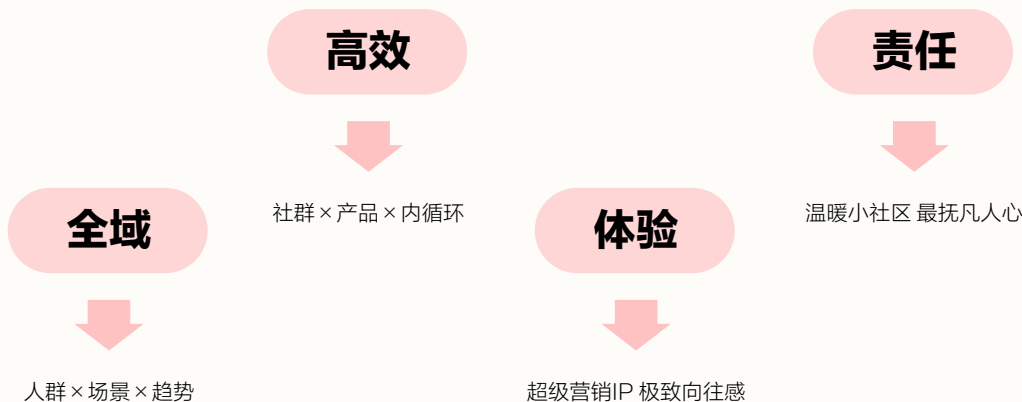 高效
责任
社群×产品×内循环
温暖小社区 最抚凡人心
全域
体验
人群×场景×趋势
超级营销IP 极致向往感